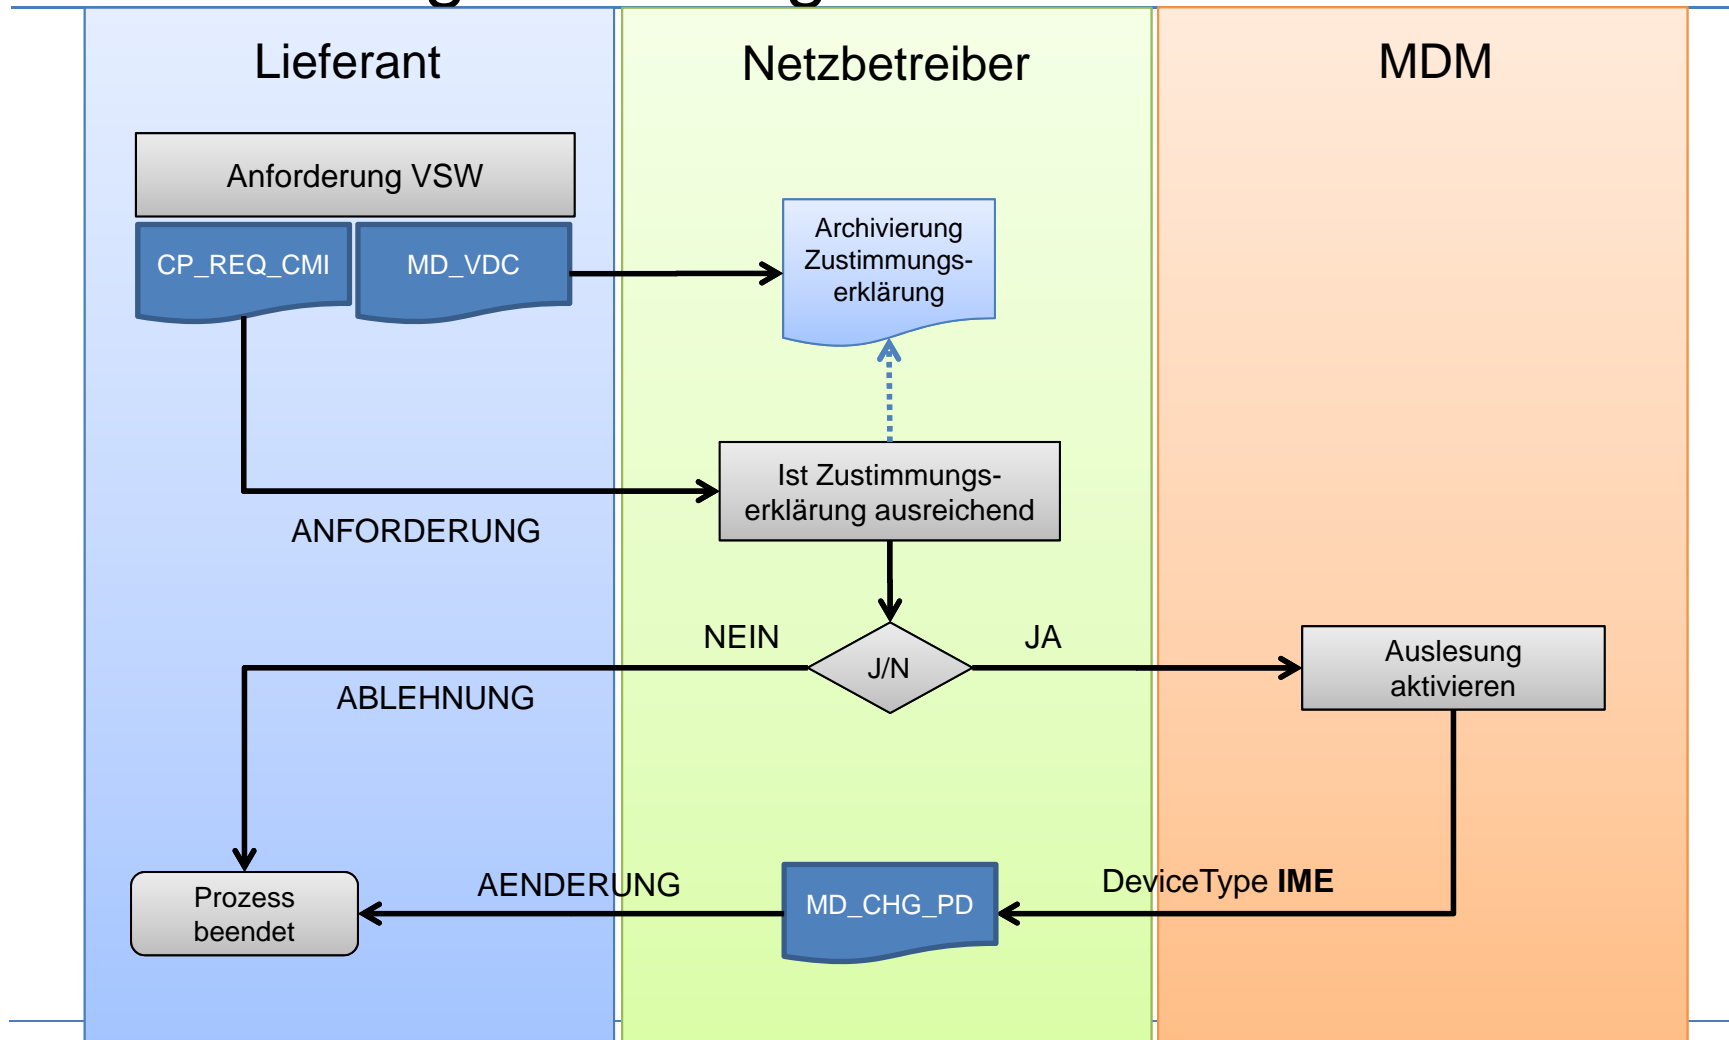 Lieferant
Netzbetreiber
MDM
Anforderung VSW
CP_REQ_CMI
MD_VDC
Archivierung
Zustimmungs-
erklärung
Ist Zustimmungs-
erklärung ausreichend
ANFORDERUNG
NEIN
J/N
JA
ABLEHNUNG
Auslesung
aktivieren
Prozess
beendet
AENDERUNG
MD_CHG_PD
DeviceType IME